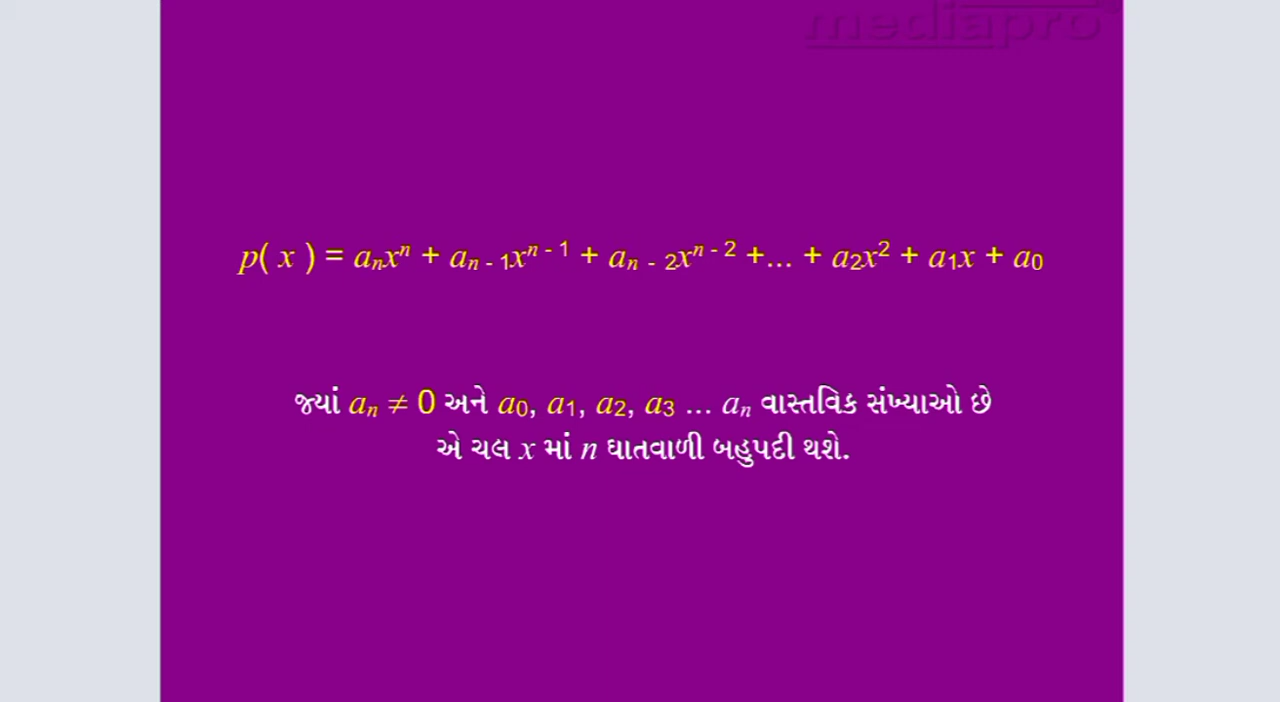 mediapro
p( x ) = aₙxⁿ + aₙ ₋ ₁xⁿ ⁻ ¹ + aₙ ₋ ₂xⁿ ⁻ ² +... + a₂x² + a₁x + a₀
જ્યાં aₙ ≠ 0 અને a₀, a₁, a₂, a₃ ... aₙ વાસ્તવિક સંખ્યાઓ છે
એ ચલ x માં n ઘાતવાળી બહુપદી થશે.